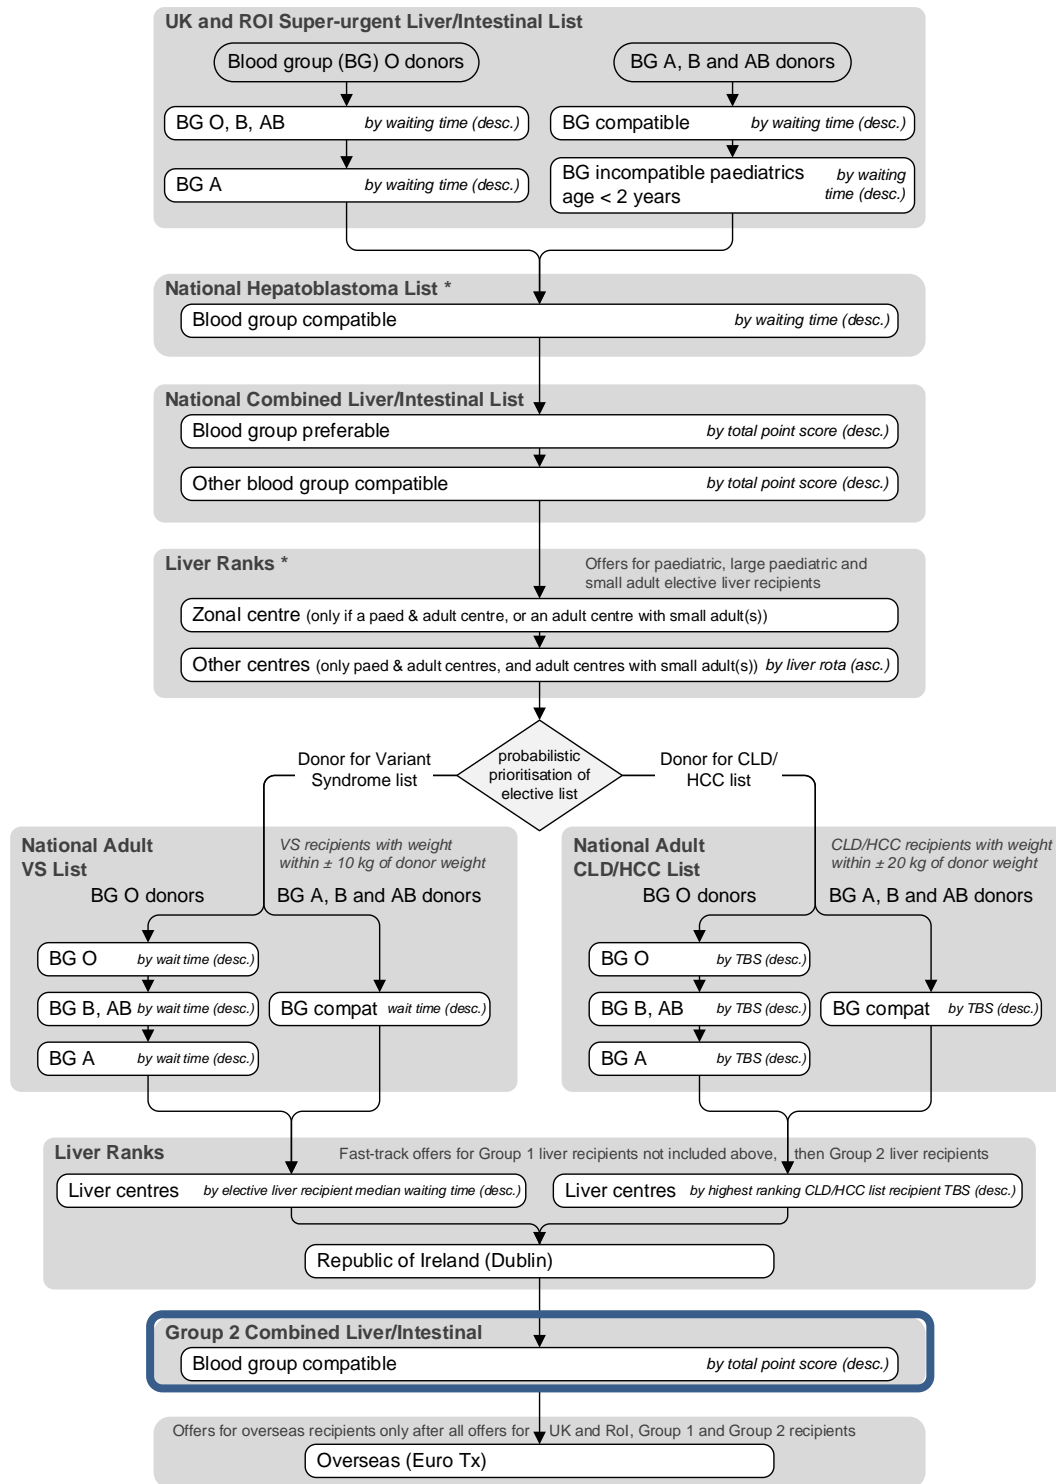 UK and ROI Super-urgent Liver/Intestinal List
Blood group (BG) O donors
BG A, B and AB donors
BG O, B, AB by waiting time (desc.)
BG compatible by waiting time (desc.)
BG A by waiting time (desc.)
BG incompatible paediatrics by waiting
age < 2 years time (desc.)
National Hepatoblastoma List *
Blood group compatible by waiting time (desc.)
National Combined Liver/Intestinal List
Blood group preferable by total point score (desc.)
Other blood group compatible by total point score (desc.)
Liver Ranks *
Offers for paediatric, large paediatric and
small adult elective liver recipients
Zonal centre (only if a paed & adult centre, or an adult centre with small adult(s))
Other centres (only paed & adult centres, and adult centres with small adult(s)) by liver rota (asc.)
probabilistic
prioritisation of
elective list
Donor for Variant
Syndrome list
Donor for CLD/
HCC list
National Adult
VS List
VS recipients with weight
within ± 10 kg of donor weight
BG O donors
BG A, B and AB donors
BG O by wait time (desc.)
BG B, AB by wait time (desc.)
BG compat wait time (desc.)
BG A by wait time (desc.)
National Adult
CLD/HCC List
CLD/HCC recipients with weight
within ± 20 kg of donor weight
BG O donors
BG A, B and AB donors
BG O by TBS (desc.)
BG B, AB by TBS (desc.)
BG compat by TBS (desc.)
BG A by TBS (desc.)
Liver Ranks
Fast-track offers for Group 1 liver recipients not included above, then Group 2 liver recipients
Liver centres by elective liver recipient median waiting time (desc.)
Liver centres by highest ranking CLD/HCC list recipient TBS (desc.)
Republic of Ireland (Dublin)
Group 2 Combined Liver/Intestinal
Blood group compatible by total point score (desc.)
Offers for overseas recipients only after all offers for UK and RoI, Group 1 and Group 2 recipients
Overseas (Euro Tx)